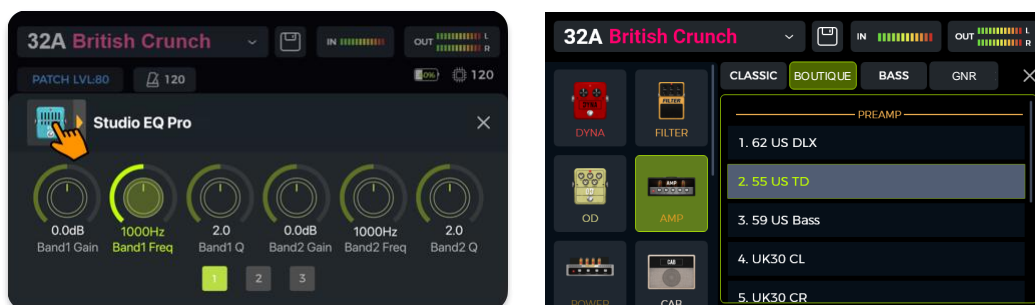 32A British Crunch
IN
OUT
L
R
PATCH LVL:80
120
0%
120
Studio EQ Pro
0.0dB 1000Hz 2.0 0.0dB 1000Hz 2.0
Band1 Gain Band1 Freq Band1 Q Band2 Gain Band2 Freq Band2 Q
1 2 3
32A British Crunch
IN
OUT
L
R
CLASSIC BOUTIQUE BASS GNR
DYNA
FILTER
OD
AMP
POWER
CAB
PREAMP
1. 62 US DLX
2. 55 US TD
3. 59 US Bass
4. UK30 CL
5. UK30 CR